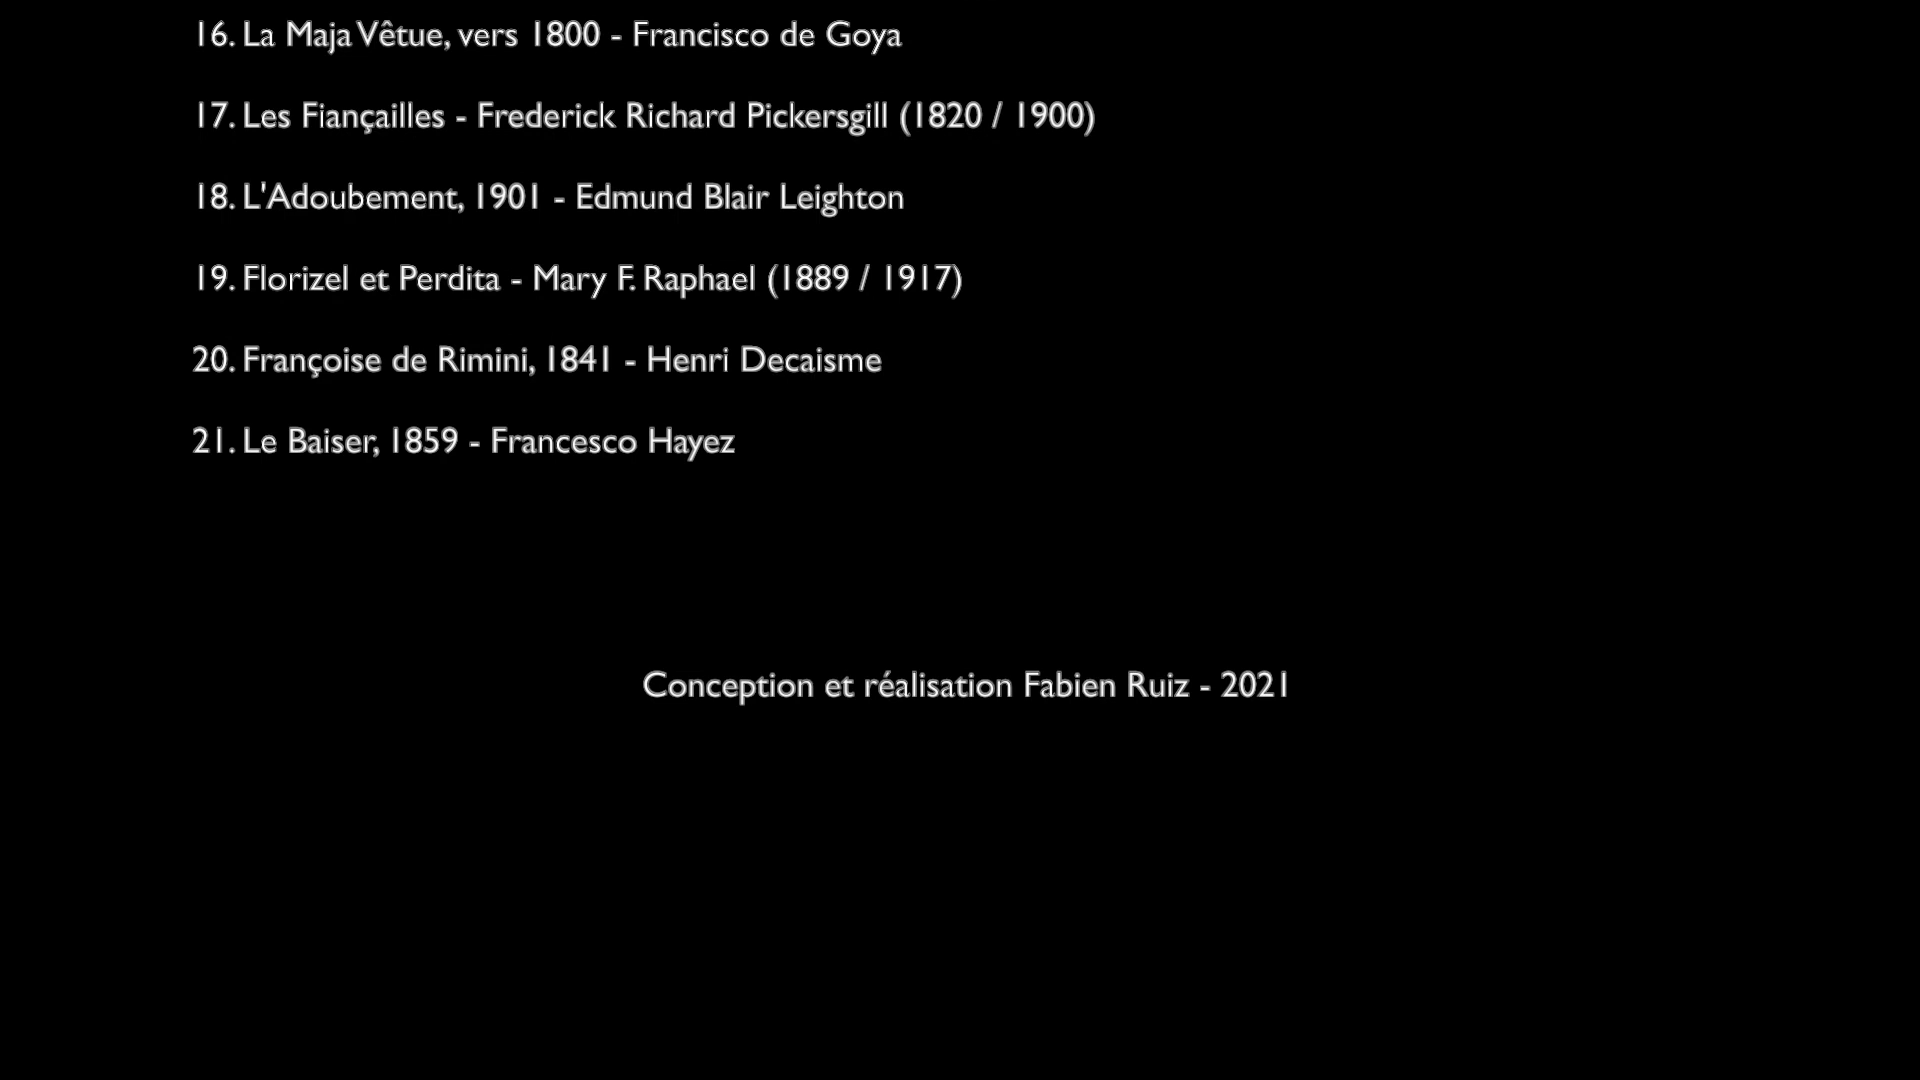 16. La Maja Vêtue, vers 1800 - Francisco de Goya
17. Les Fiançailles - Frederick Richard Pickersgill (1820 / 1900)
18. L'Adoubement, 1901 - Edmund Blair Leighton
19. Florizel et Perdita - Mary F. Raphael (1889 / 1917)
20. Françoise de Rimini, 1841 - Henri Decaisme
21. Le Baiser, 1859 - Francesco Hayez
Conception et réalisation Fabien Ruiz - 2021